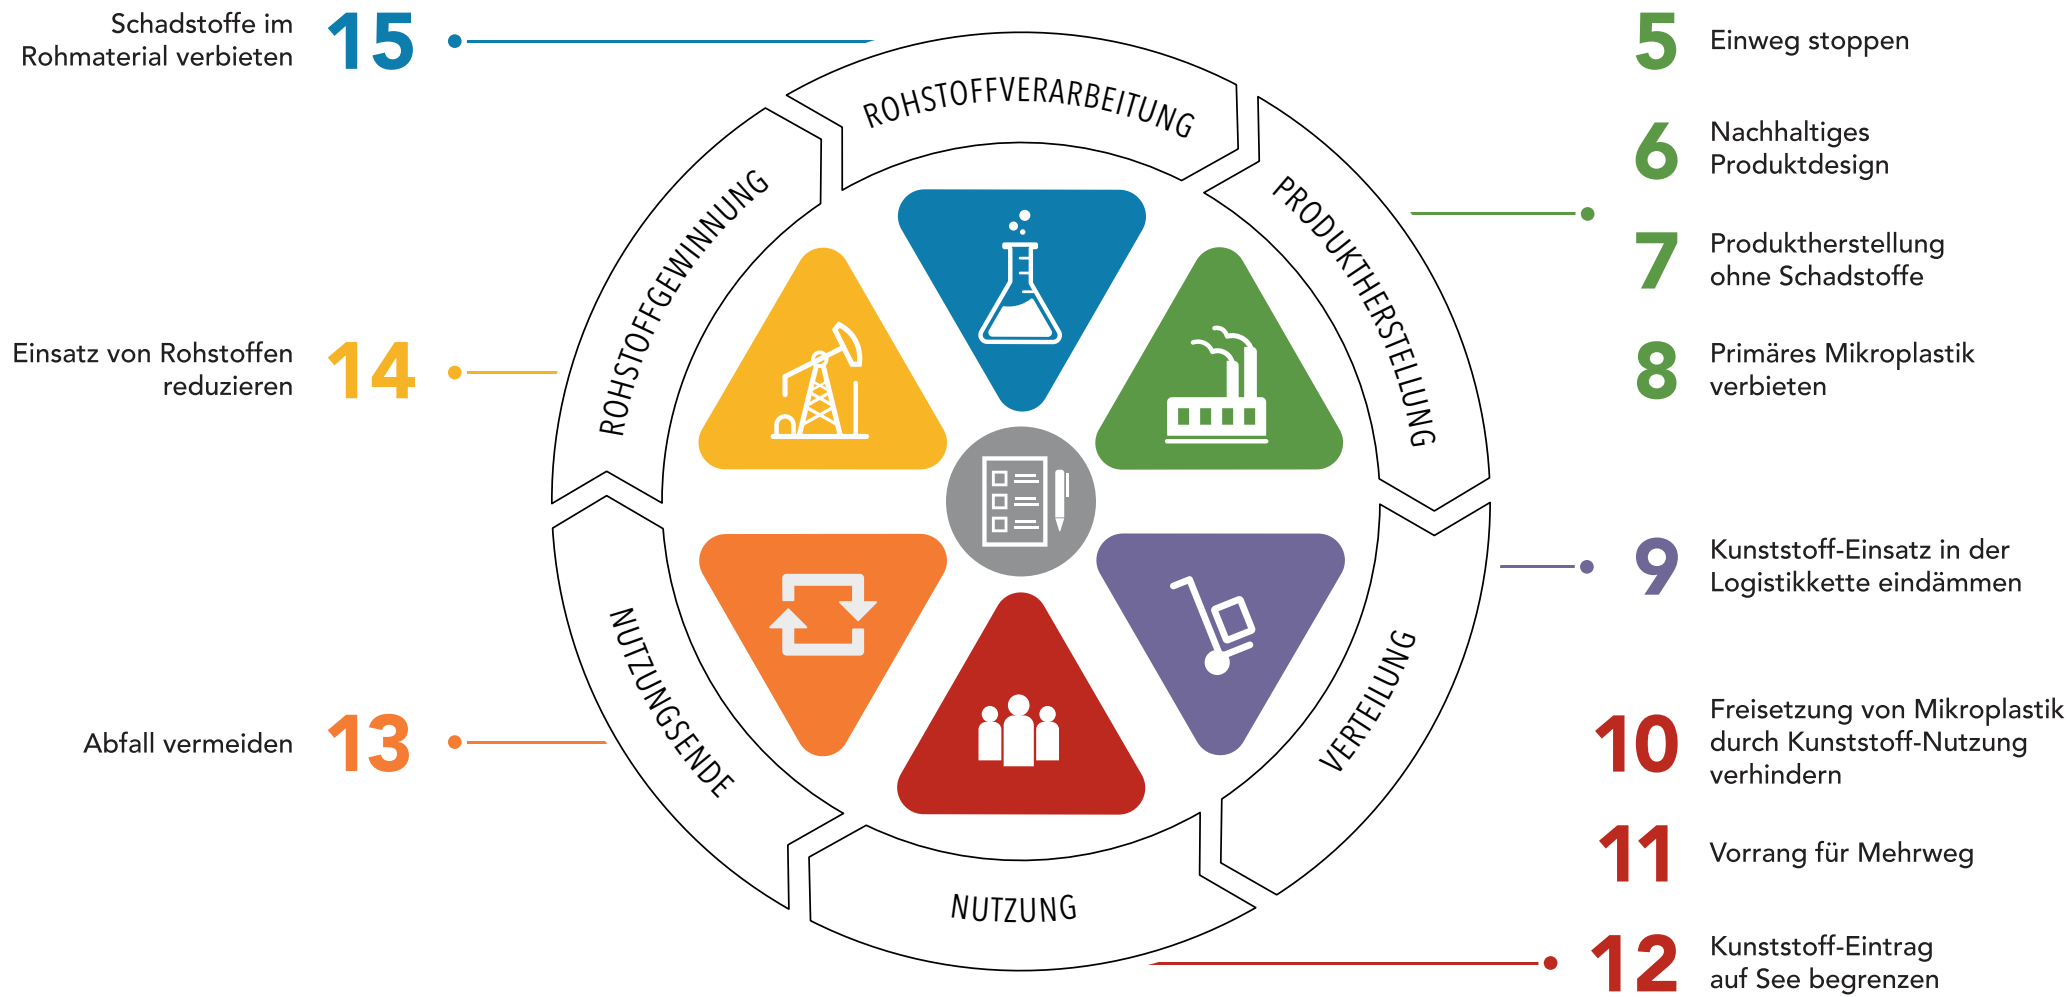 Schadstoffe im
Rohmaterial verbieten
15
Einsatz von Rohstoffen
reduzieren
14
Abfall vermeiden
13
ROHSTOFFVERARBEITUNG
PRODUKTHERSTELLUNG
VERTEILUNG
NUTZUNG
NUTZUNGSENDE
ROHSTOFFGEWINNUNG
5
Einweg stoppen
6
Nachhaltiges
Produktdesign
7
Produktherstellung
ohne Schadstoffe
8
Primäres Mikroplastik
verbieten
9
Kunststoff-Einsatz in der
Logistikkette eindämmen
10
Freisetzung von Mikroplastik
durch Kunststoff-Nutzung
verhindern
11
Vorrang für Mehrweg
12
Kunststoff-Eintrag
auf See begrenzen